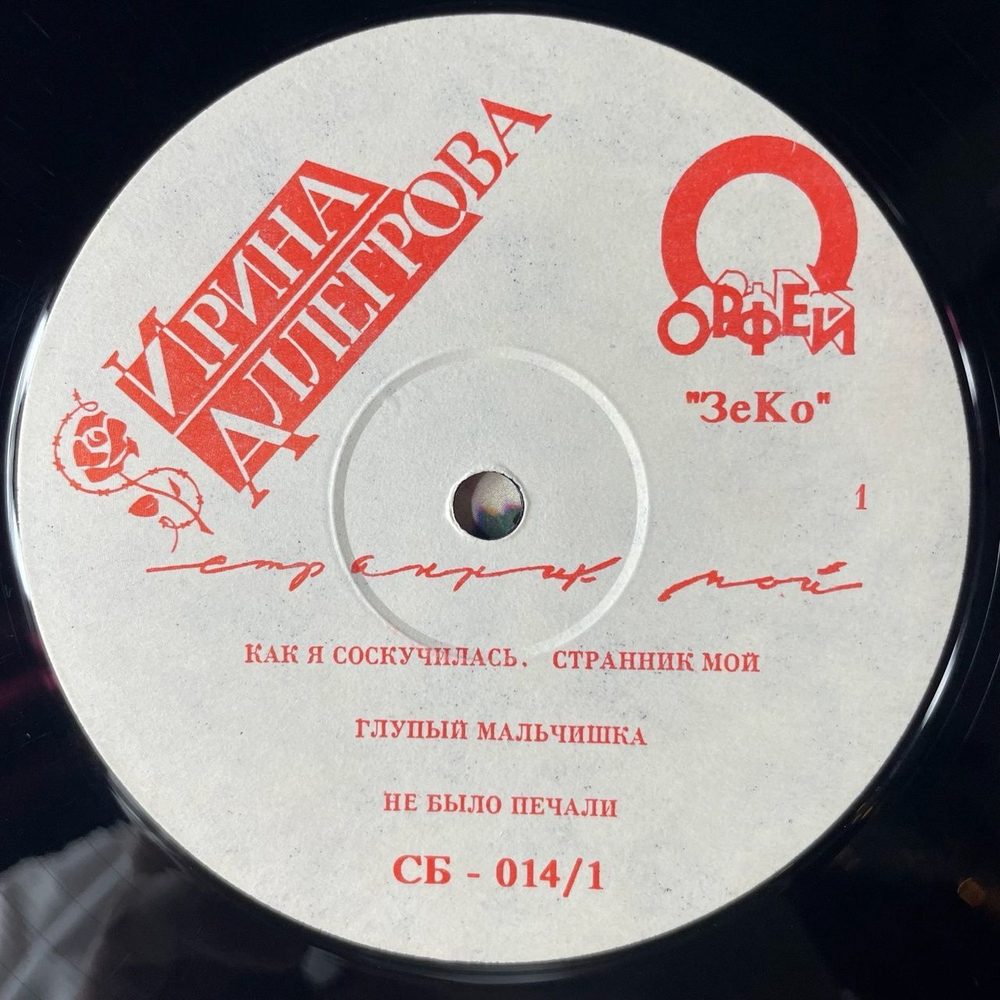 ИРИНА
АЛЛЕГРОВА
ОРФЕЙ
"ЗеКо"
1
странник мой
КАК Я СОСКУЧИЛАСЬ. СТРАННИК МОЙ
ГЛУПЫЙ МАЛЬЧИШКА
НЕ БЫЛО ПЕЧАЛИ
СБ - 014/1